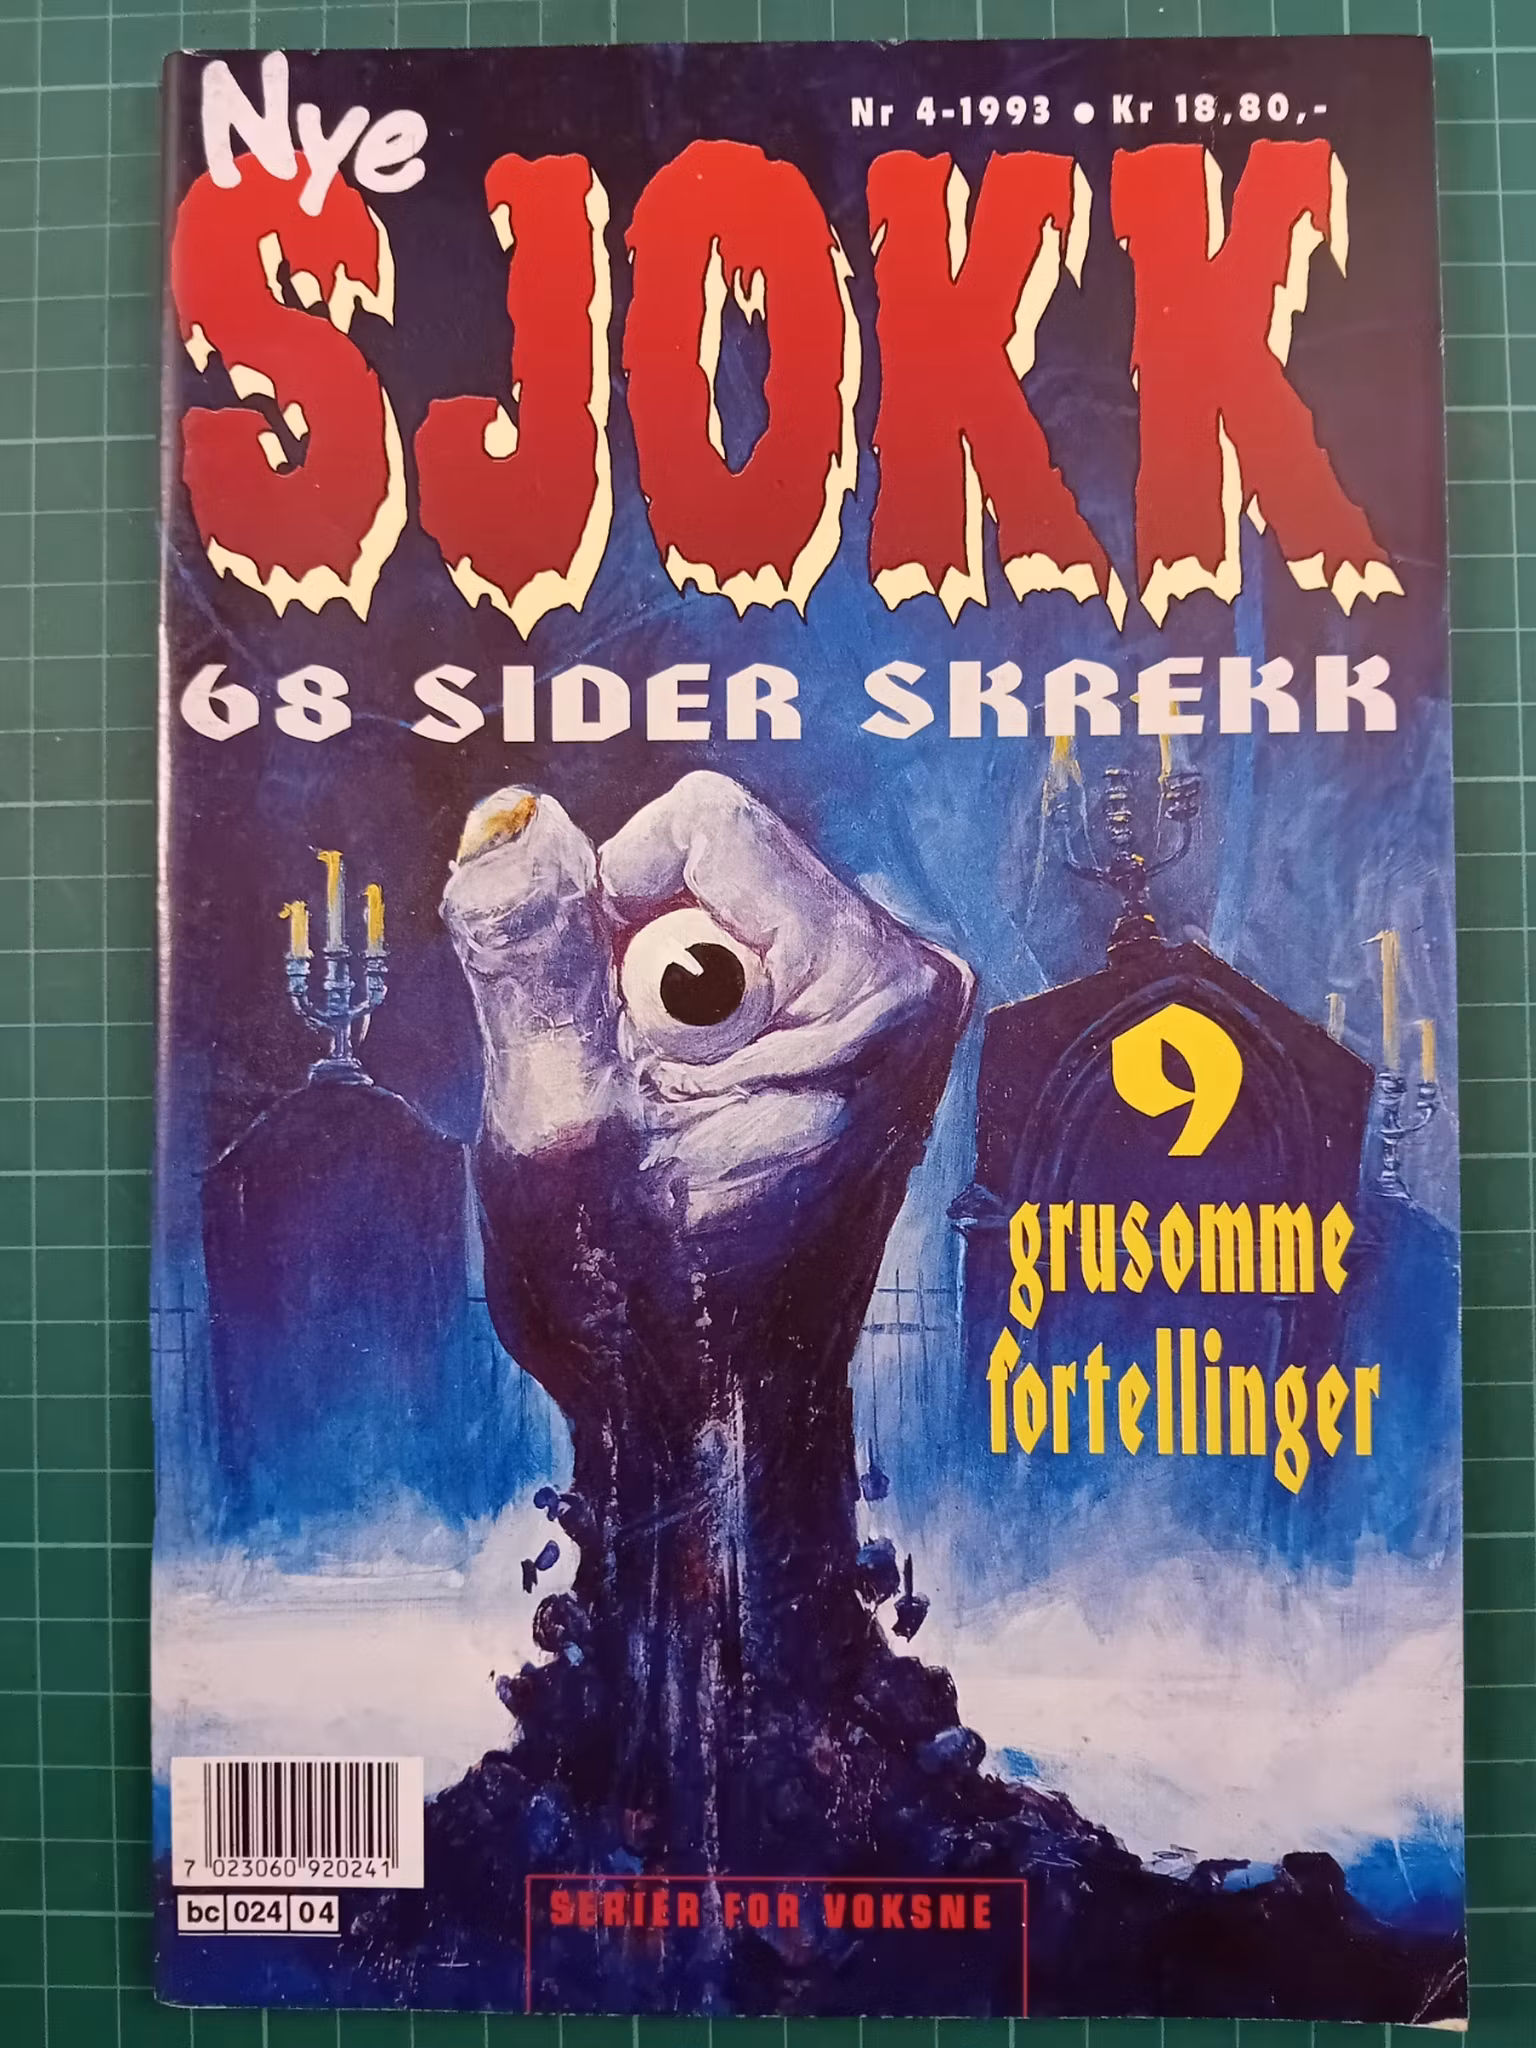 Nye
Nr 4-1993 • Kr 18,80,-
SJOKK
68 SIDER SKREKK
9
grusomme
fortellinger
7 023060 920241
bc 024 04
SERIER FOR VOKSNE